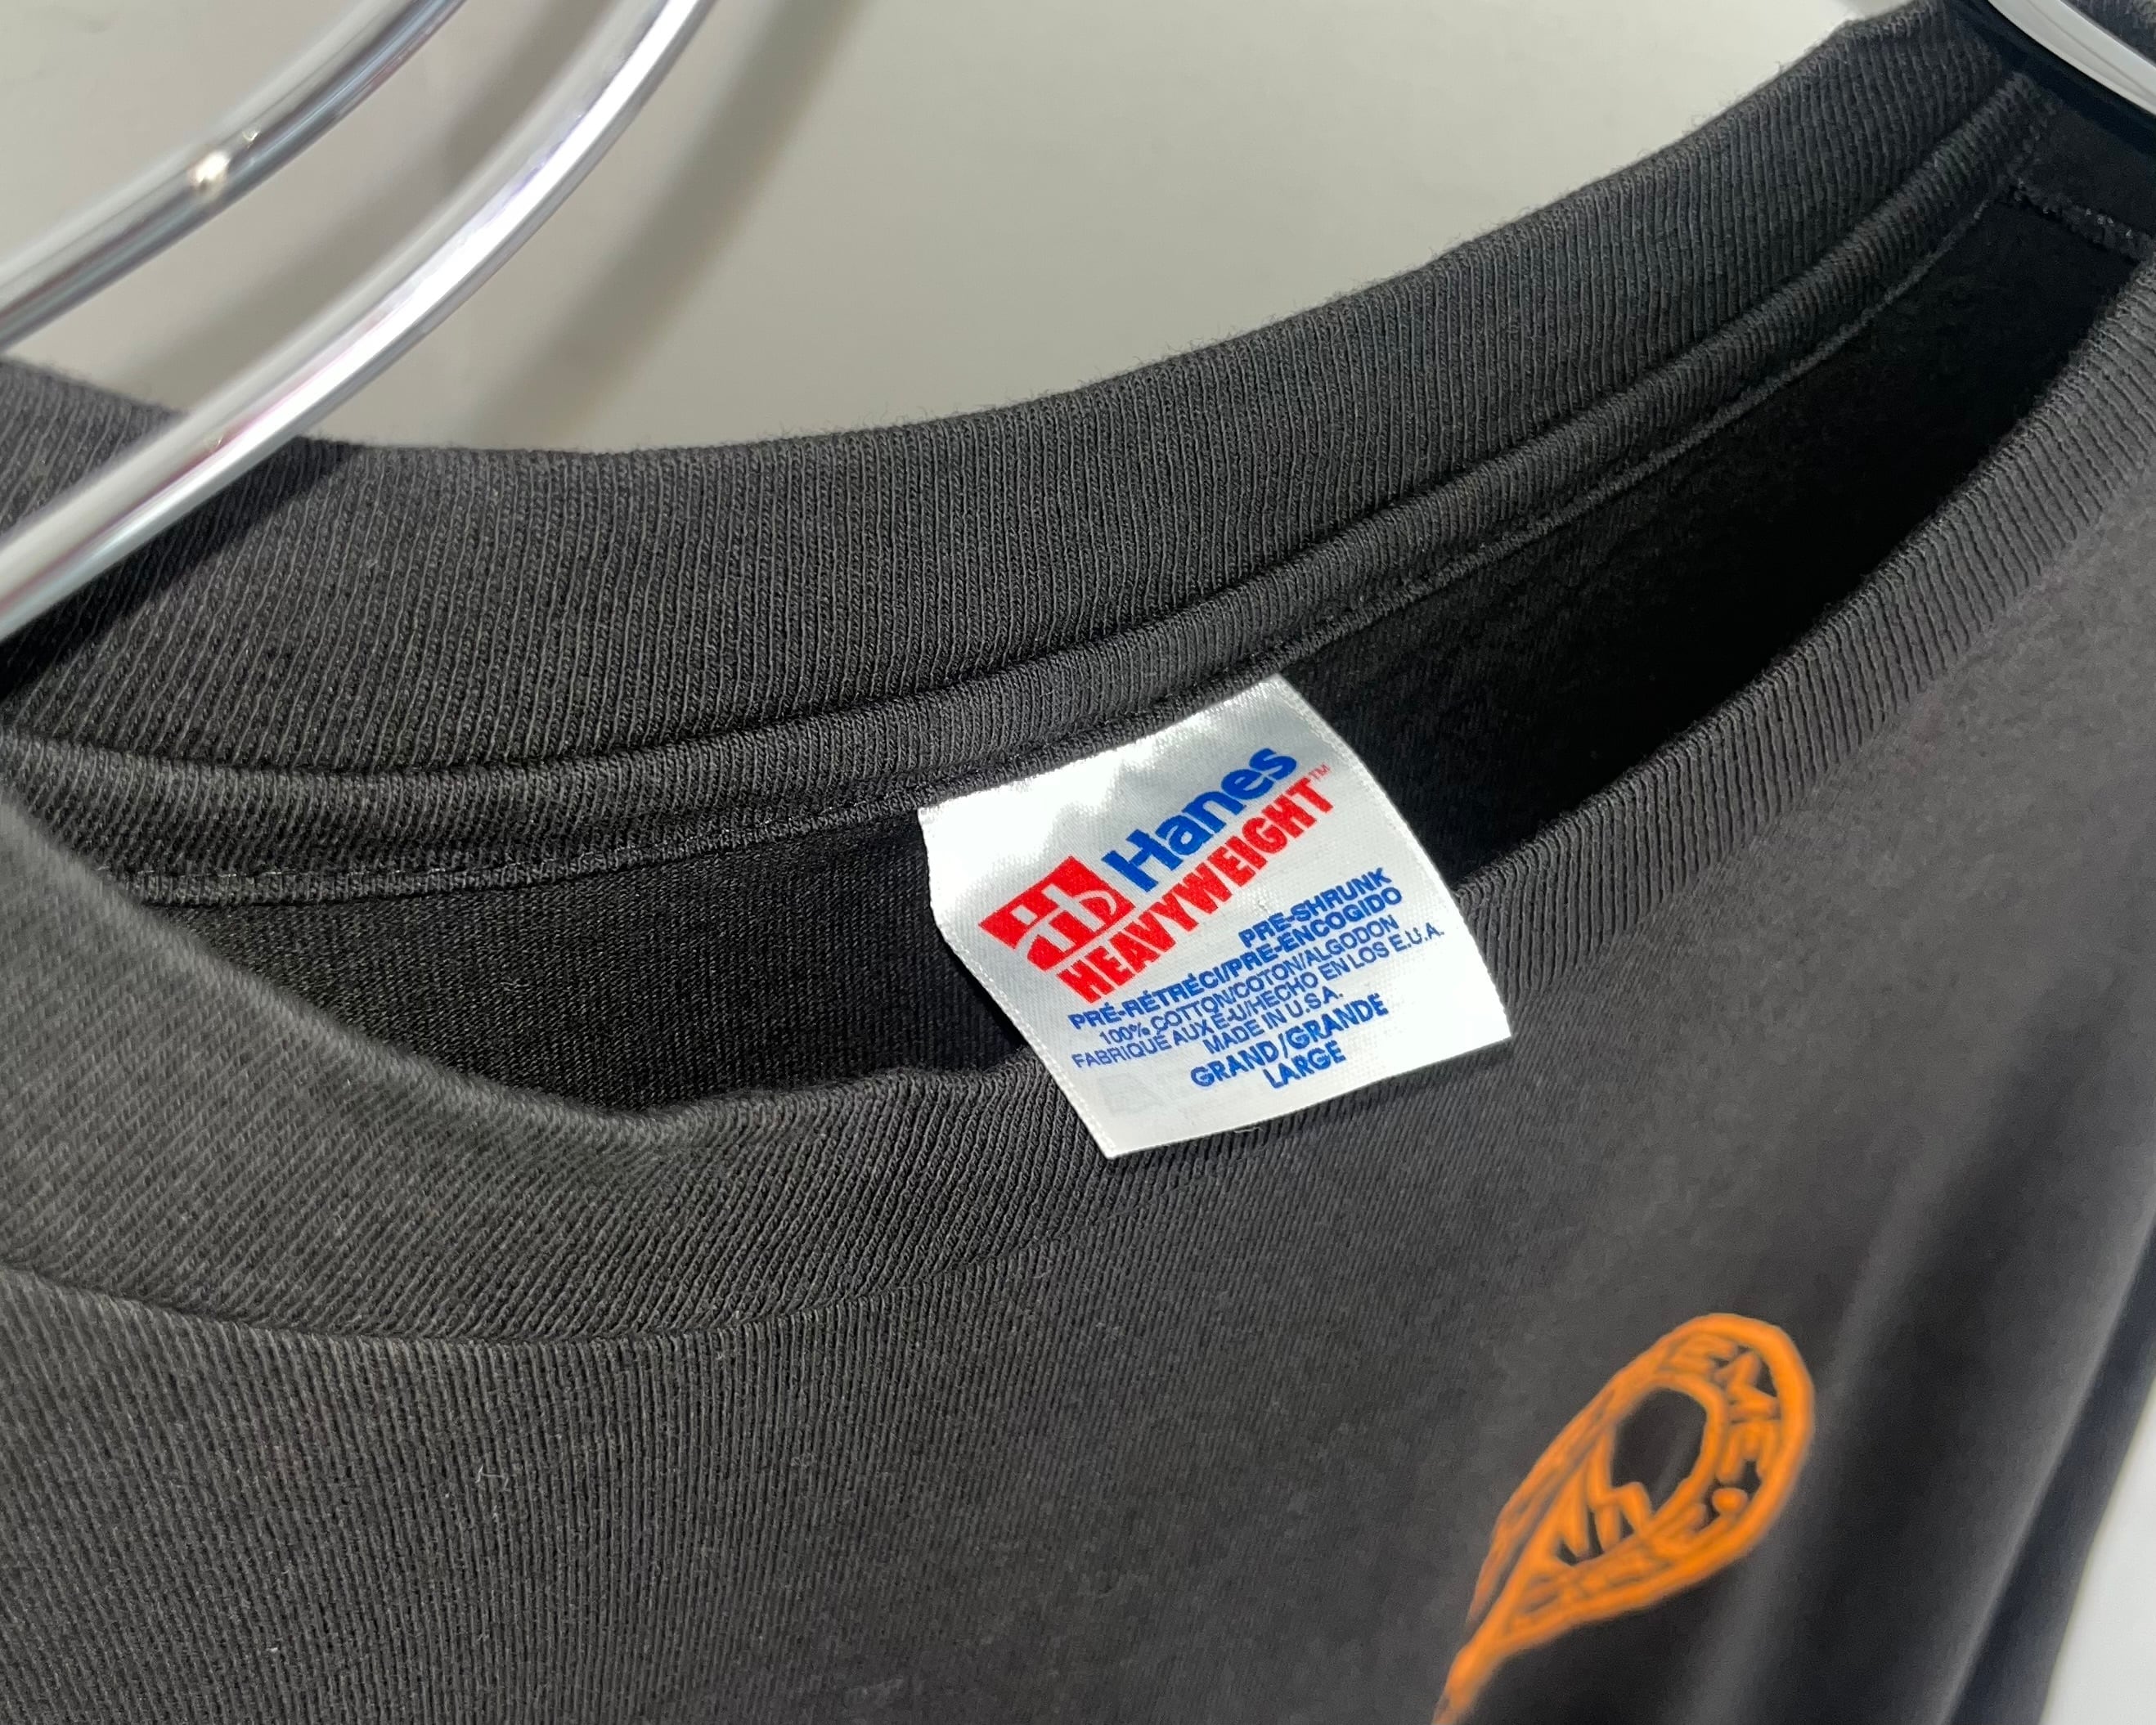 Hanes
HEAVYWEIGHT™
PRE-SHRUNK
PRÉ-RÉTRÉCI/PRE-ENCOGIDO
100% COTTON/COTON/ALGODON
FABRIQUÉ AUX É-U/HECHO EN LOS E.U.A.
MADE IN U.S.A.
GRAND/GRANDE
LARGE